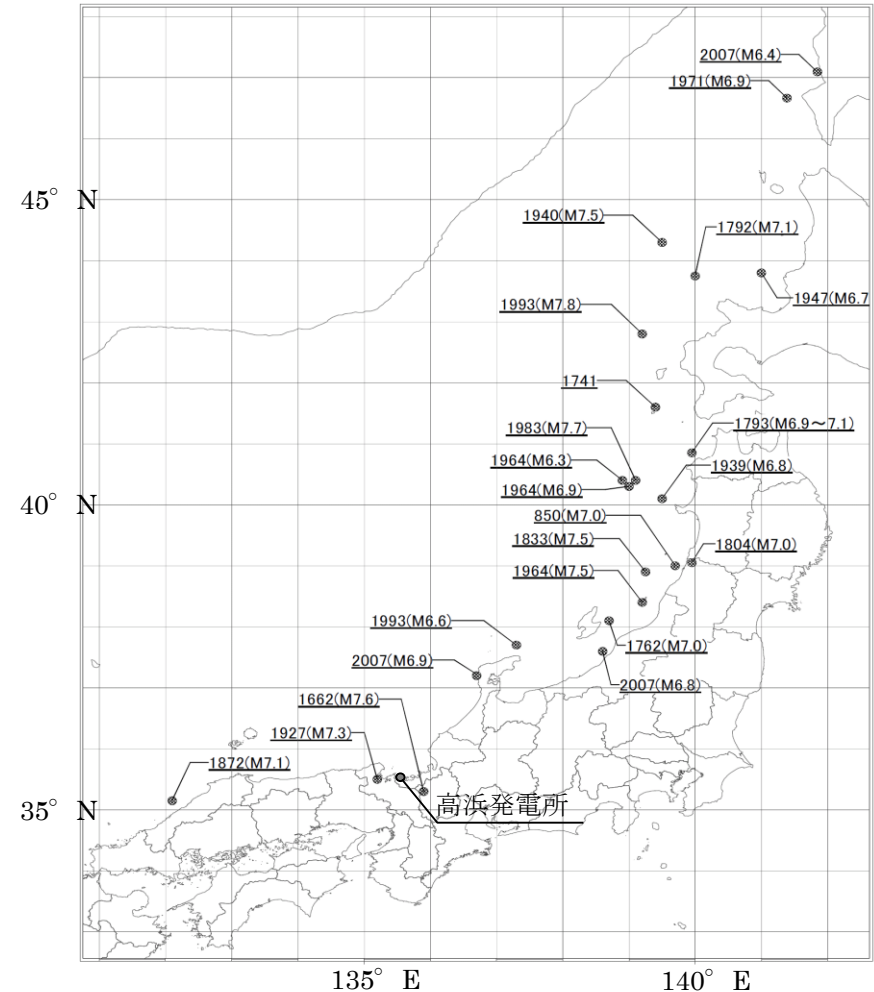 2007(M6.4)
1971(M6.9)
45° N
1940(M7.5)
1792(M7.1)
1947(M6.7
1993(M7.8)
1741
1793(M6.9～7.1)
1983(M7.7)
1964(M6.3)
1939(M6.8)
1964(M6.9)
40° N
850(M7.0)
1833(M7.5)
1804(M7.0)
1964(M7.5)
1993(M6.6)
1762(M7.0)
2007(M6.9)
2007(M6.8)
1662(M7.6)
1927(M7.3)
1872(M7.1)
高浜発電所
35° N
135° E
140° E